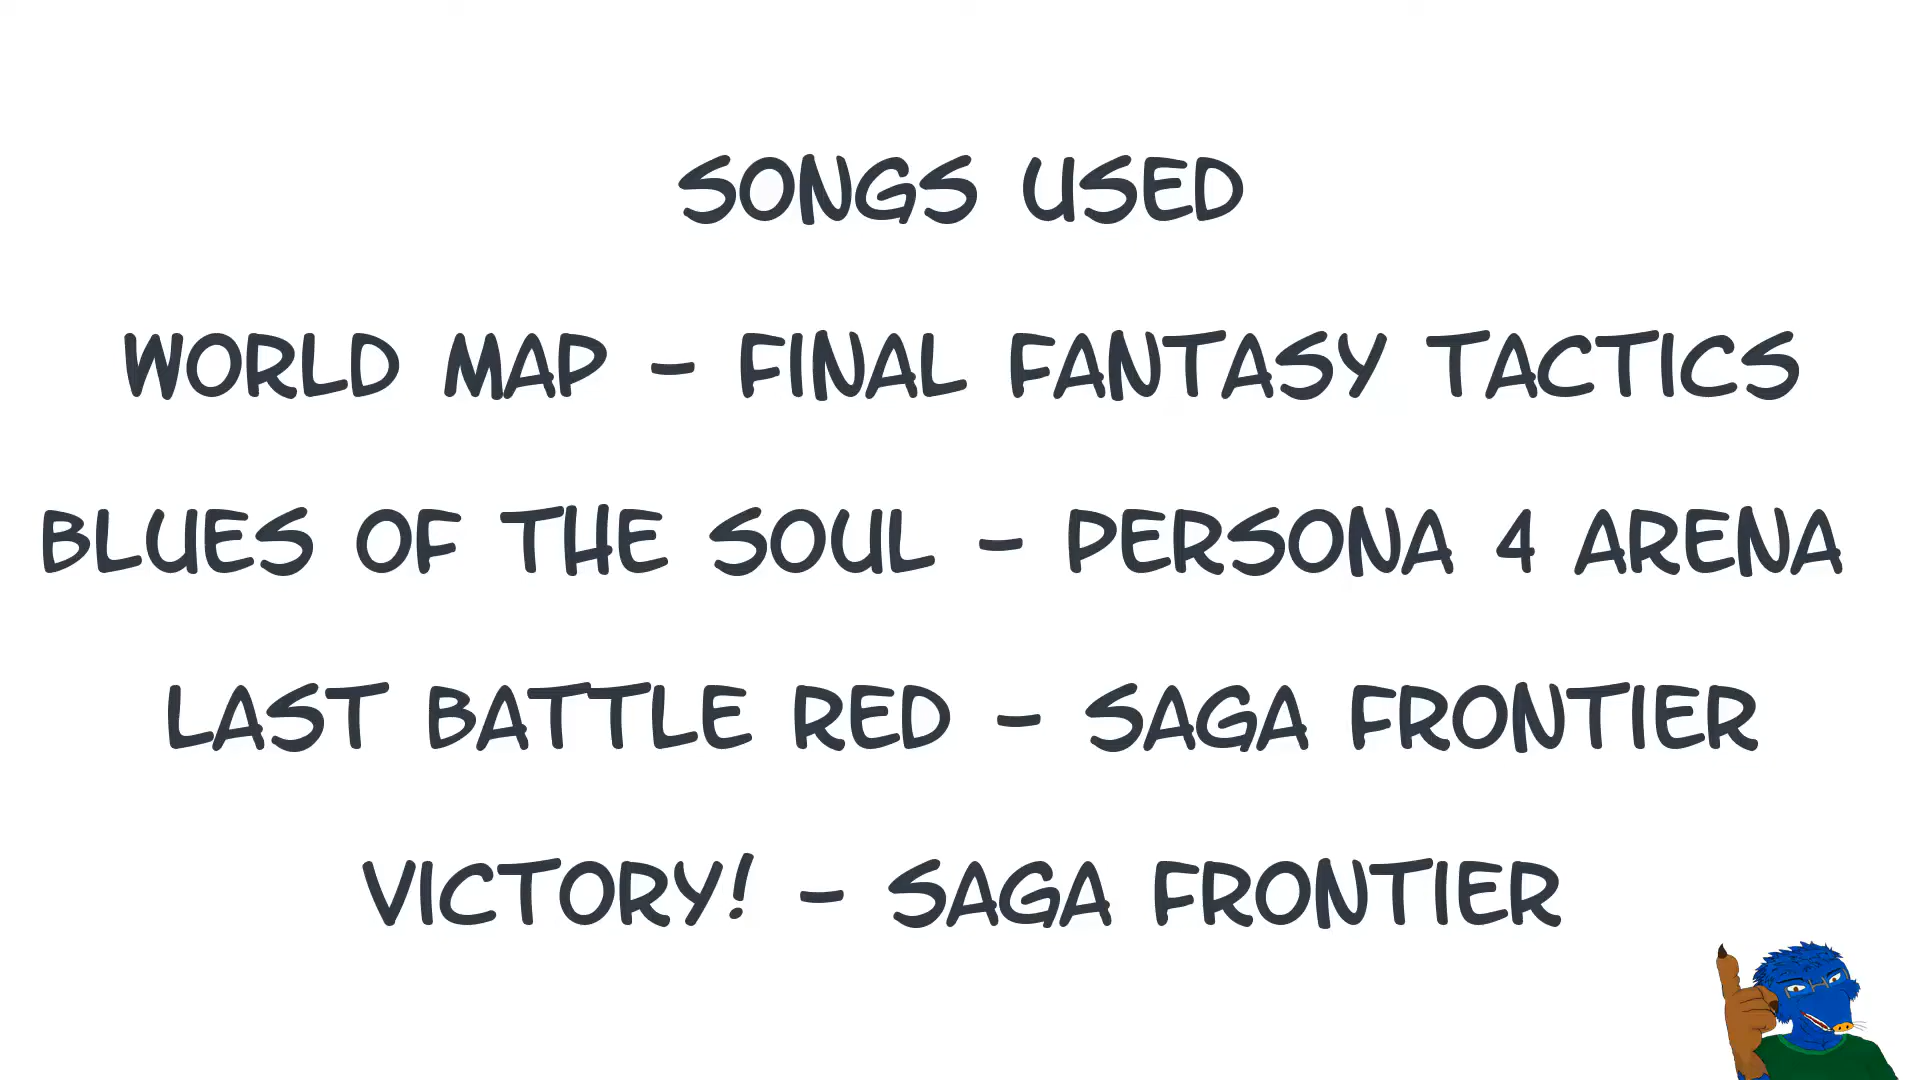 SONGS USED
WORLD MAP - FINAL FANTASY TACTICS
BLUES OF THE SOUL - PERSONA 4 ARENA
LAST BATTLE RED - SAGA FRONTIER
VICTORY! - SAGA FRONTIER